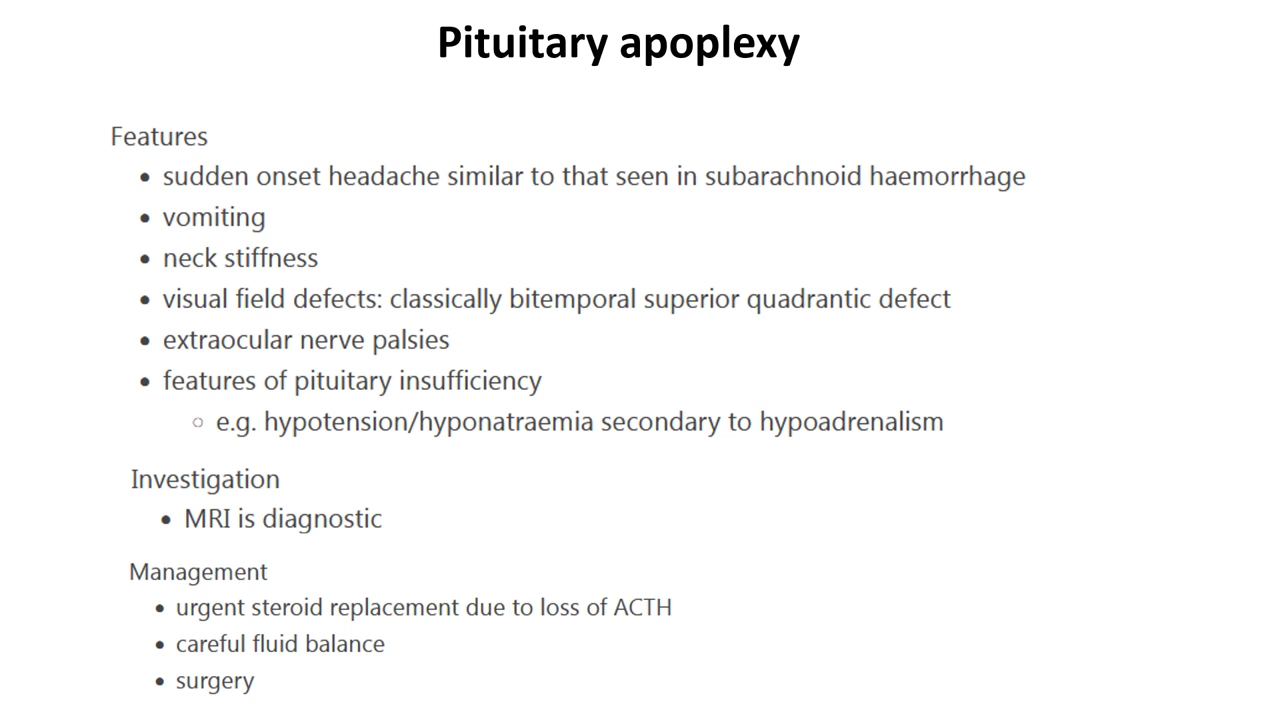 Pituitary apoplexy
Features
• sudden onset headache similar to that seen in subarachnoid haemorrhage
• vomiting
• neck stiffness
• visual field defects: classically bitemporal superior quadrantic defect
• extraocular nerve palsies
• features of pituitary insufficiency
○ e.g. hypotension/hyponatraemia secondary to hypoadrenalism
Investigation
• MRI is diagnostic
Management
• urgent steroid replacement due to loss of ACTH
• careful fluid balance
• surgery